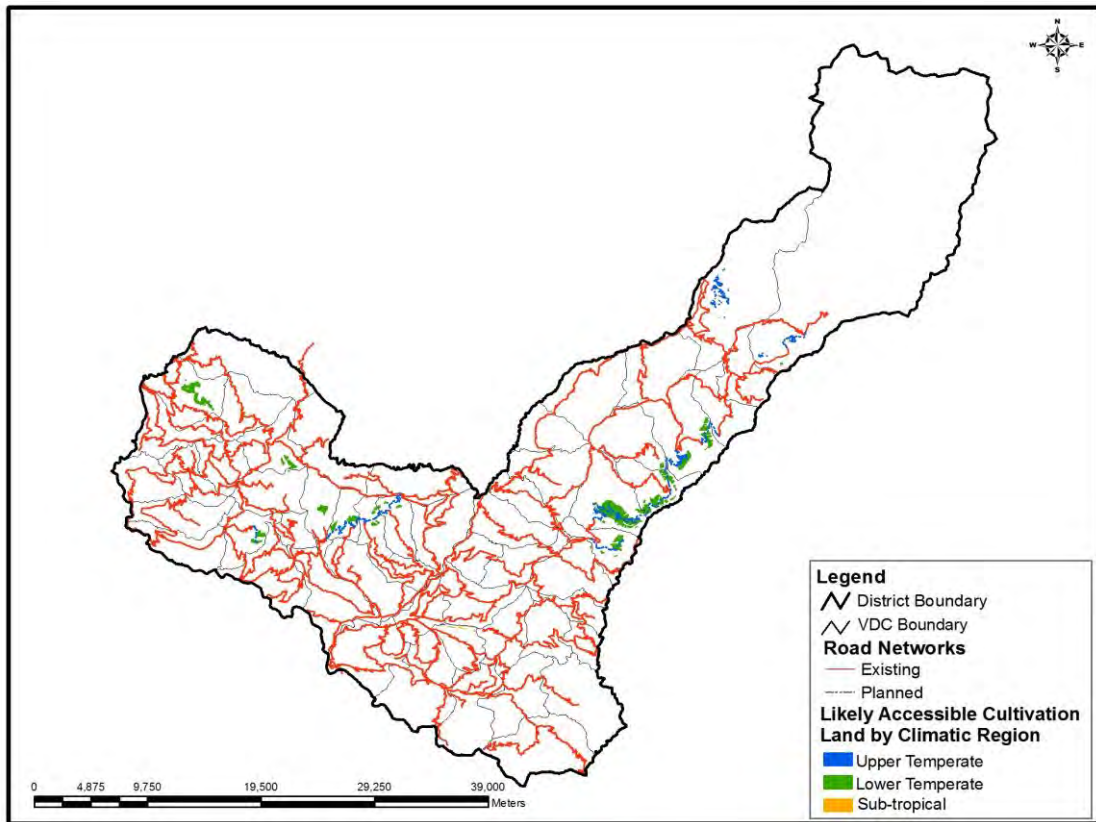 N
W E
S
Legend
District Boundary
VDC Boundary
Road Networks
Existing
Planned
Likely Accessible Cultivation
Land by Climatic Region
Upper Temperate
Lower Temperate
Sub-tropical
0 4,875 9,750 19,500 29,250 39,000
Meters